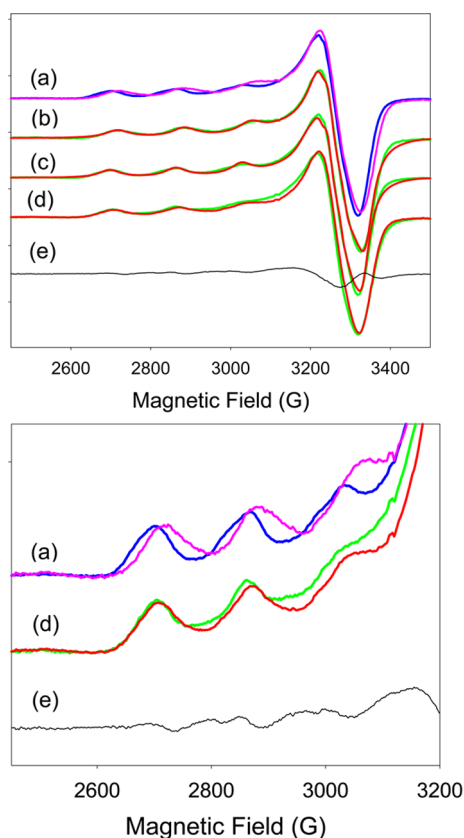 (a)
(b)
(c)
(d)
(e)
2600 2800 3000 3200 3400
Magnetic Field (G)
(a)
(d)
(e)
2600 2800 3000 3200
Magnetic Field (G)